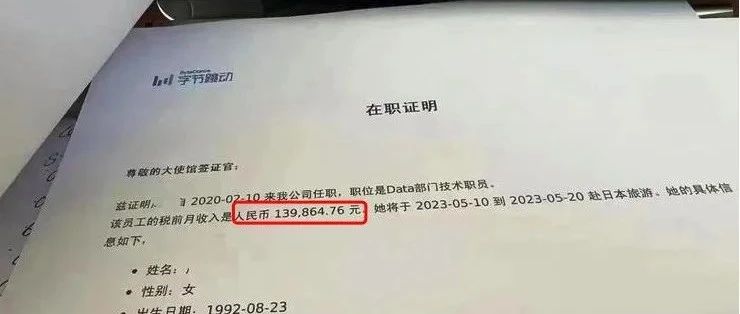 ByteDance
字节跳动
在职证明
尊敬的大使馆签证官:
兹证明, 2020-02-10 来我公司任职，职位是Data部门技术职员。
该员工的税前月收入是人民币 139,864.76 元 她将于 2023-05-10 到 2023-05-20 赴日本旅游。她的具体信
息如下,
• 姓名:
• 性别: 女
• 出生日期: 1992-08-23